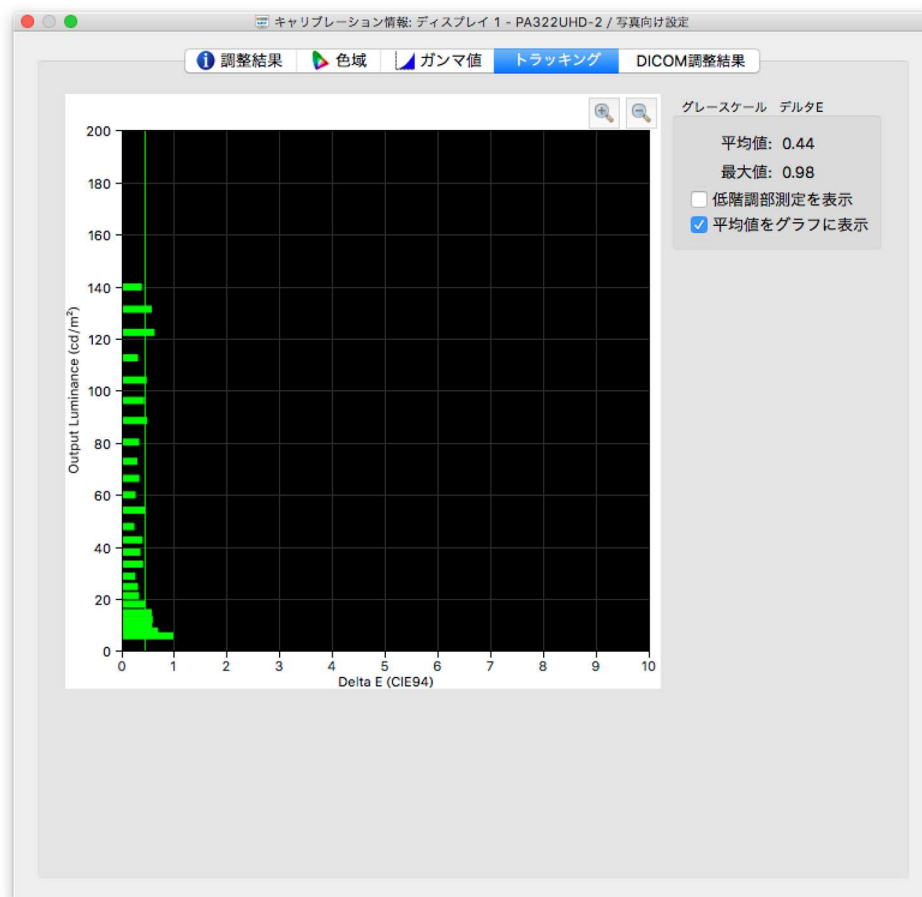 キャリブレーション情報: ディスプレイ 1 - PA322UHD-2 / 写真向け設定
調整結果
色域
ガンマ値
トラッキング
DICOM調整結果
グレースケール デルタE
平均値: 0.44
最大値: 0.98
低階調部測定を表示
平均値をグラフに表示
Output Luminance (cd/m²)
200
180
160
140
120
100
80
60
40
20
0
0 1 2 3 4 5 6 7 8 9 10
Delta E (CIE94)